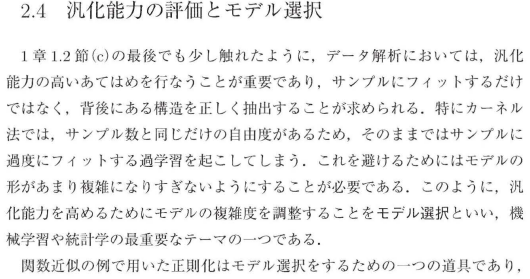 2.4　汎化能力の評価とモデル選択
1章1.2節(c)の最後でも少し触れたように，データ解析においては，汎化
能力の高いあてはめを行なうことが重要であり，サンプルにフィットするだけ
ではなく，背後にある構造を正しく抽出することが求められる．特にカーネル
法では，サンプル数と同じだけの自由度があるため，そのままではサンプルに
過度にフィットする過学習を起こしてしまう．これを避けるためにはモデルの
形があまり複雑になりすぎないようにすることが必要である．このように，汎
化能力を高めるためにモデルの複雑度を調整することをモデル選択といい，機
械学習や統計学の最重要なテーマの一つである．
関数近似の例で用いた正則化はモデル選択をするための一つの道具であり，